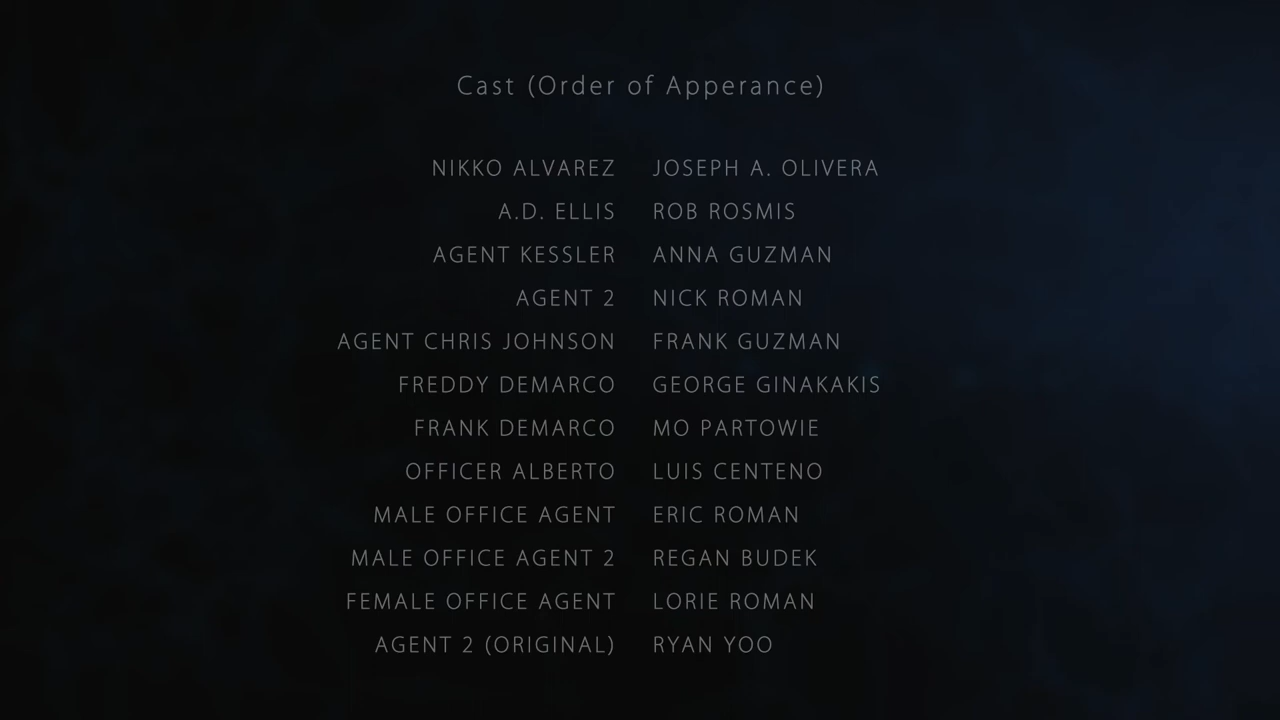 Cast (Order of Apperance)
NIKKO ALVAREZ JOSEPH A. OLIVERA
A.D. ELLIS ROB ROSMIS
AGENT KESSLER ANNA GUZMAN
AGENT 2 NICK ROMAN
AGENT CHRIS JOHNSON FRANK GUZMAN
FREDDY DEMARCO GEORGE GINAKAKIS
FRANK DEMARCO MO PARTOWIE
OFFICER ALBERTO LUIS CENTENO
MALE OFFICE AGENT ERIC ROMAN
MALE OFFICE AGENT 2 REGAN BUDEK
FEMALE OFFICE AGENT LORIE ROMAN
AGENT 2 (ORIGINAL) RYAN YOO